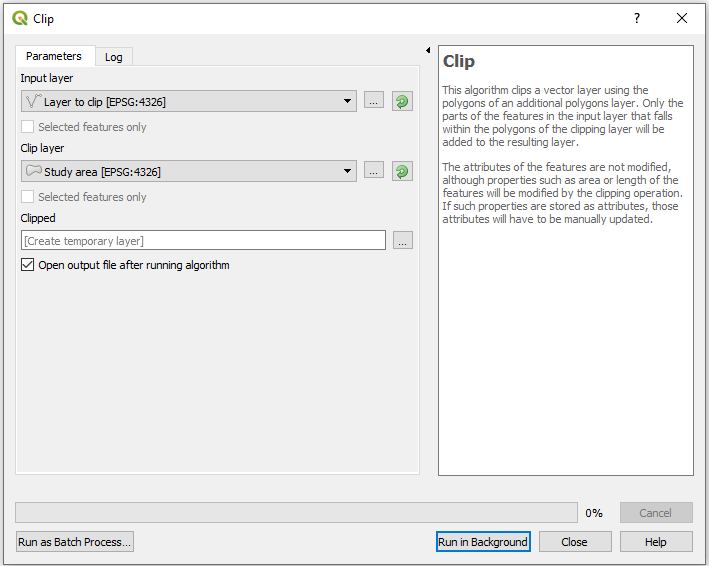 Clip
?
Parameters
Log
Input layer
Layer to clip [EPSG:4326]
...
Selected features only
Clip layer
Study area [EPSG:4326]
...
Selected features only
Clipped
[Create temporary layer]
...
Open output file after running algorithm
Clip
This algorithm clips a vector layer using the
polygons of an additional polygons layer. Only the
parts of the features in the input layer that falls
within the polygons of the clipping layer will be
added to the resulting layer.
The attributes of the features are not modified,
although properties such as area or length of the
features will be modified by the clipping operation.
If such properties are stored as attributes, those
attributes will have to be manually updated.
0%
Cancel
Run as Batch Process...
Run in Background
Close
Help